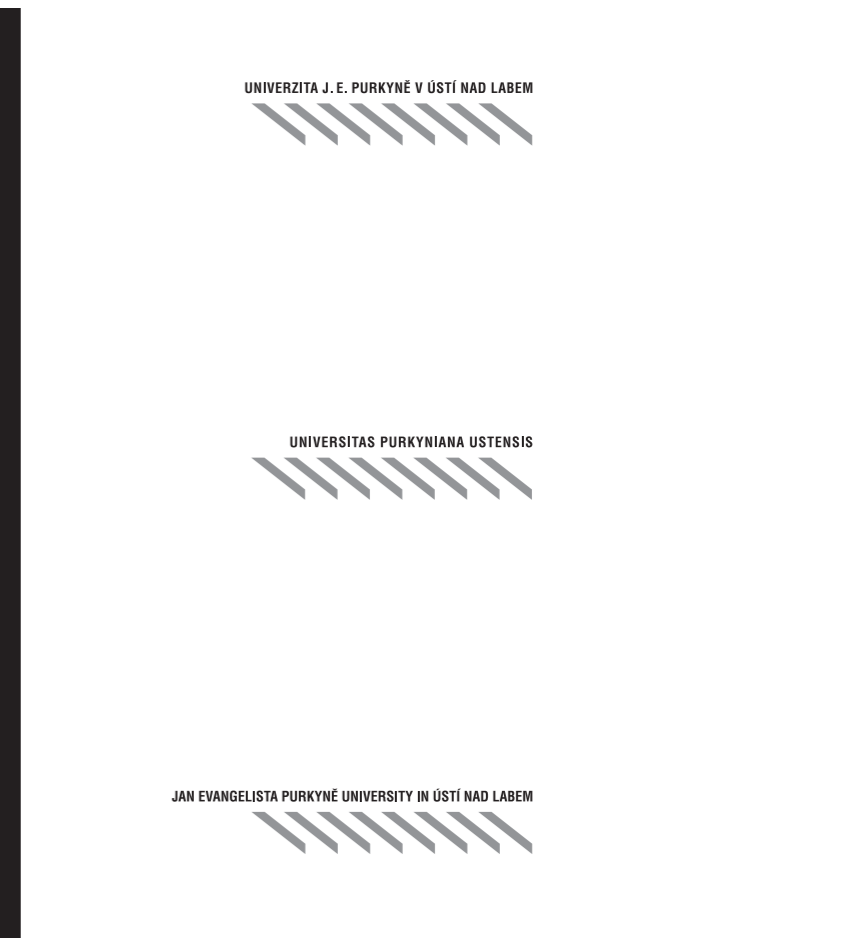 UNIVERZITA J. E. PURKYNĚ V ÚSTÍ NAD LABEM
UNIVERSITAS PURKYNIANA USTENSIS
JAN EVANGELISTA PURKYNĚ UNIVERSITY IN ÚSTÍ NAD LABEM